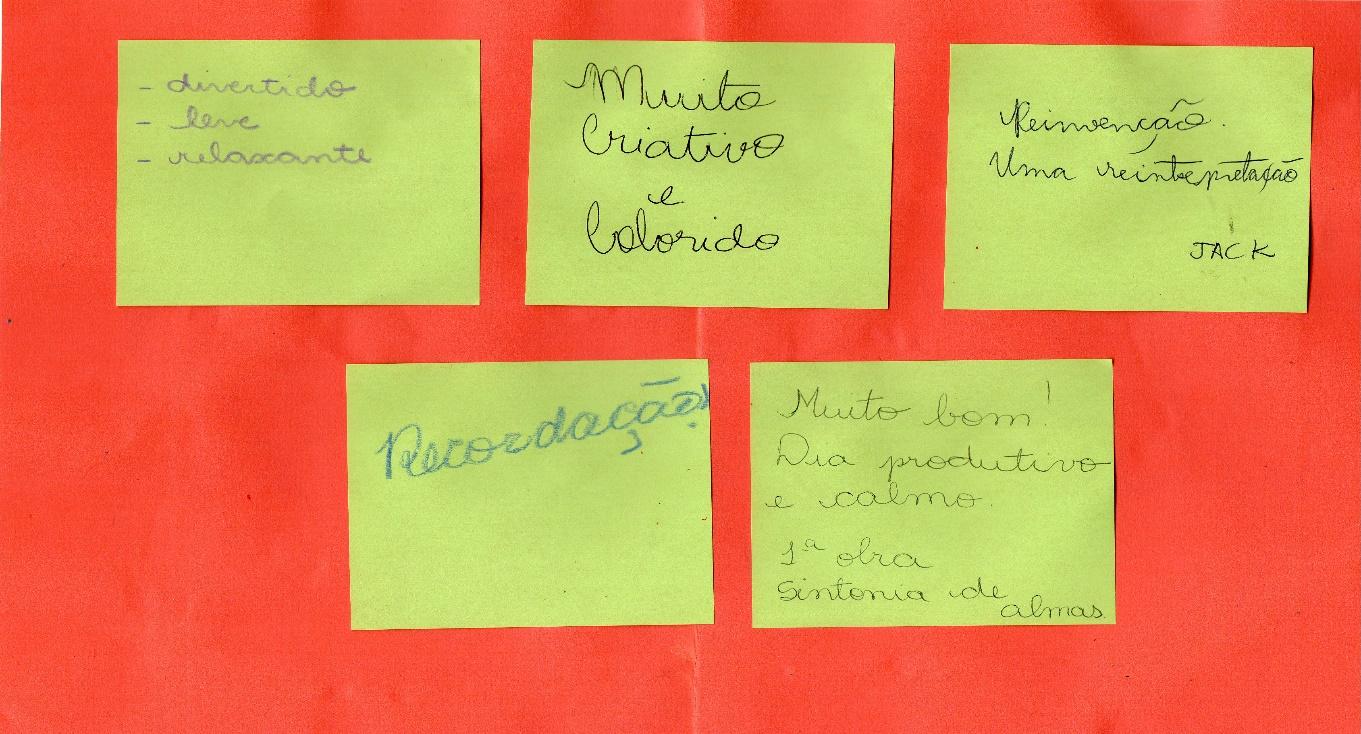 - divertido
- leve
- relaxante
Muito
Criativo
e
Colorido
Reinvenção.
Uma reintepretação
JACK
Recordação!
Muito bom!
Dia produtivo
e calmo.
1ª obra
Sintonia de
almas.